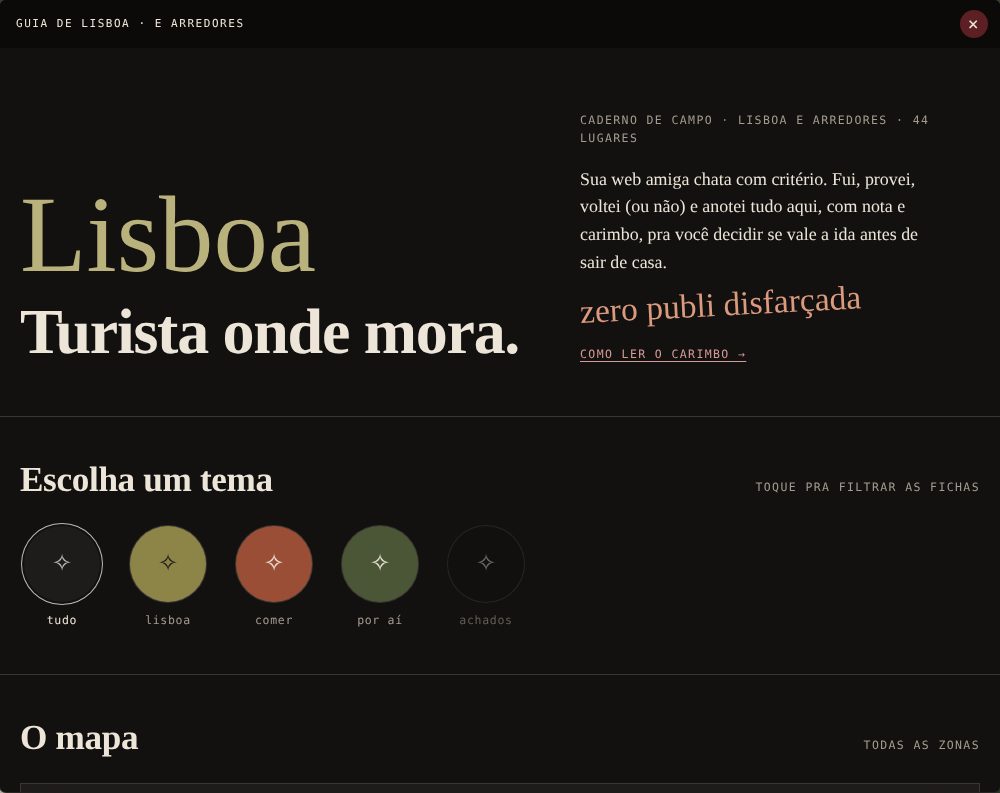 GUIA DE LISBOA · E ARREDORES
×
Lisboa
Turista onde mora.
CADERNO DE CAMPO · LISBOA E ARREDORES · 44
LUGARES
Sua web amiga chata com critério. Fui, provei,
voltei (ou não) e anotei tudo aqui, com nota e
carimbo, pra você decidir se vale a ida antes de
sair de casa.
zero publi disfarçada
COMO LER O CARIMBO →
Escolha um tema
TOQUE PRA FILTRAR AS FICHAS
tudo
lisboa
comer
por aí
achados
O mapa
TODAS AS ZONAS